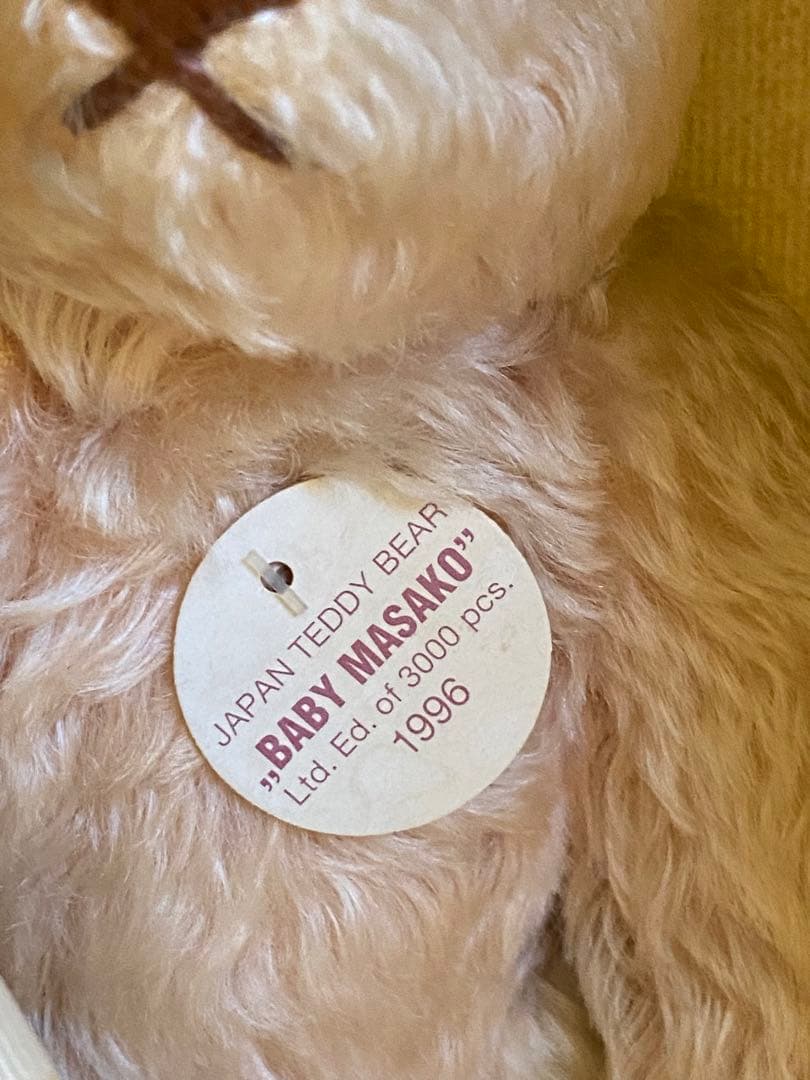 JAPAN TEDDY BEAR
„BABY MASAKO”
Ltd. Ed. of 3000 pcs.
1996